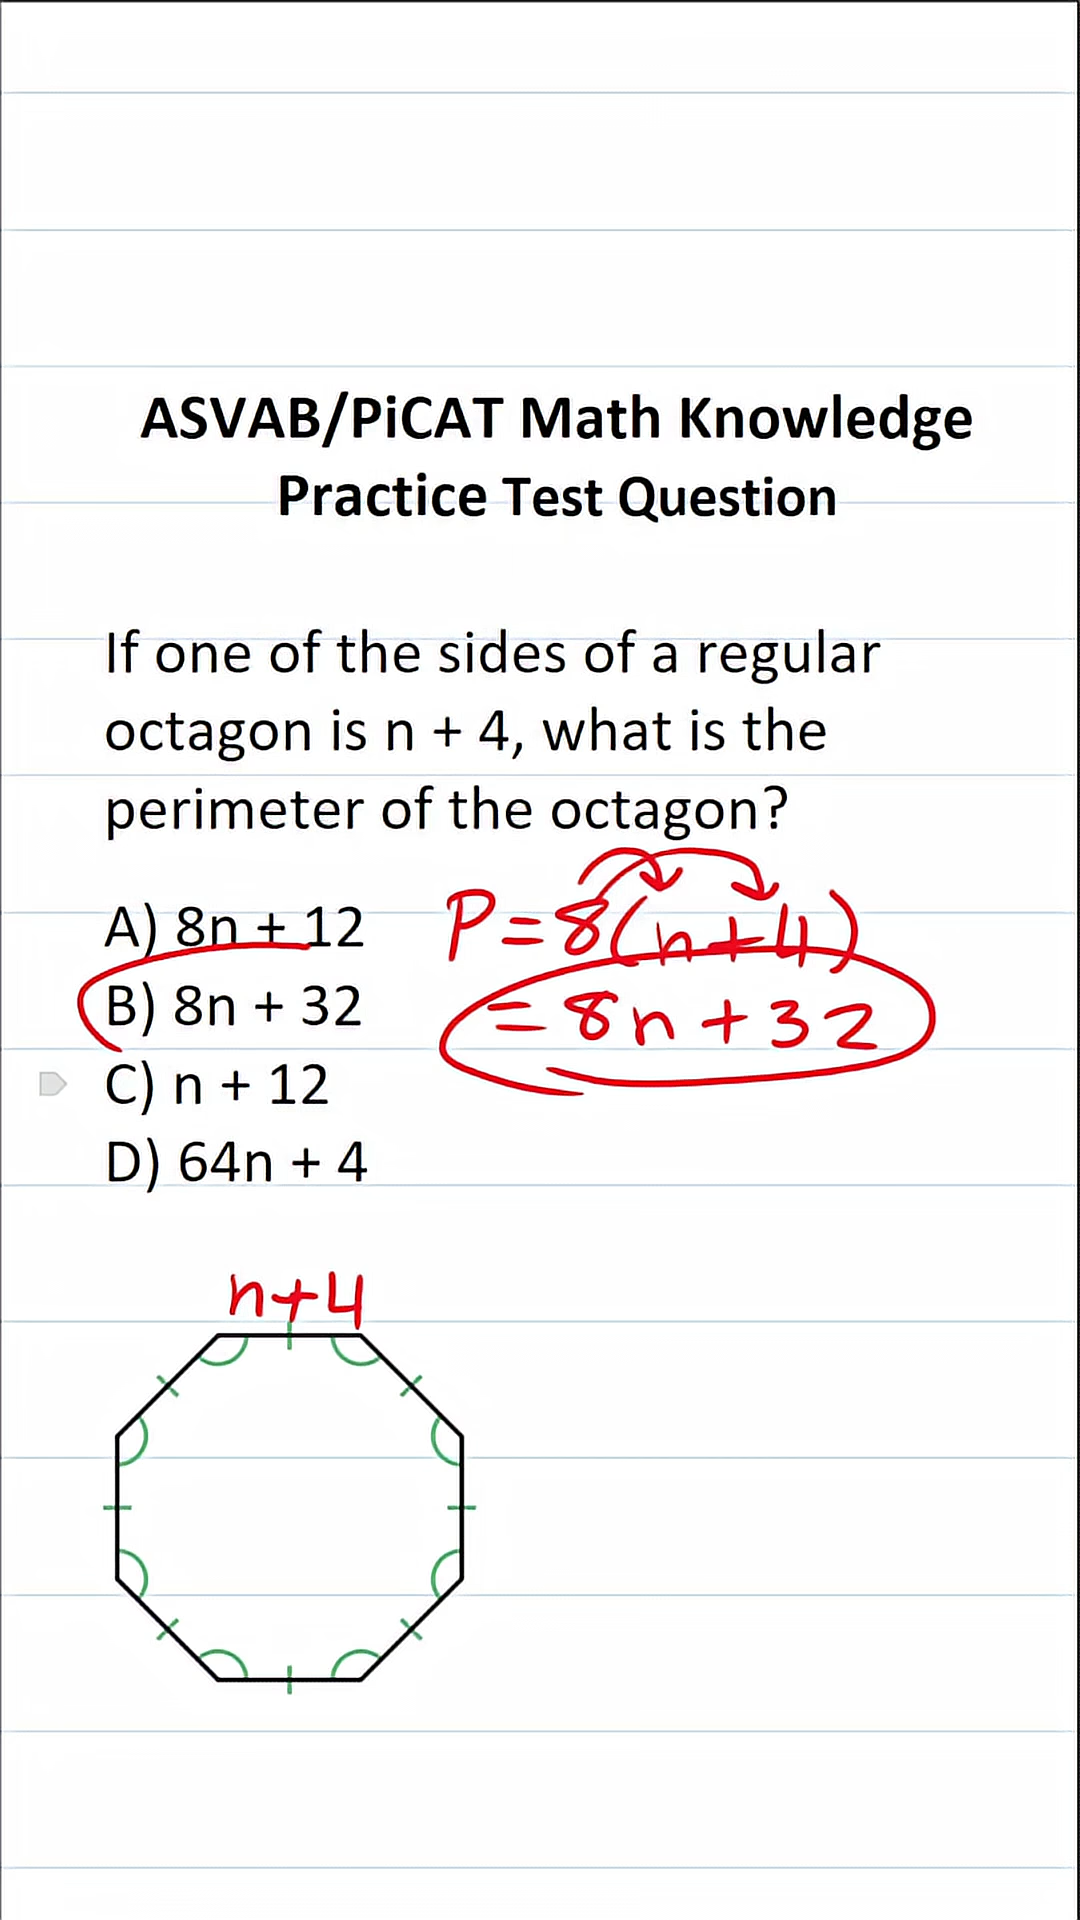 ASVAB/PiCAT Math Knowledge
Practice Test Question
If one of the sides of a regular
octagon is n + 4, what is the
perimeter of the octagon?
A) 8n + 12
B) 8n + 32
C) n + 12
D) 64n + 4
P=8(n+4)
= 8n+32
n+4